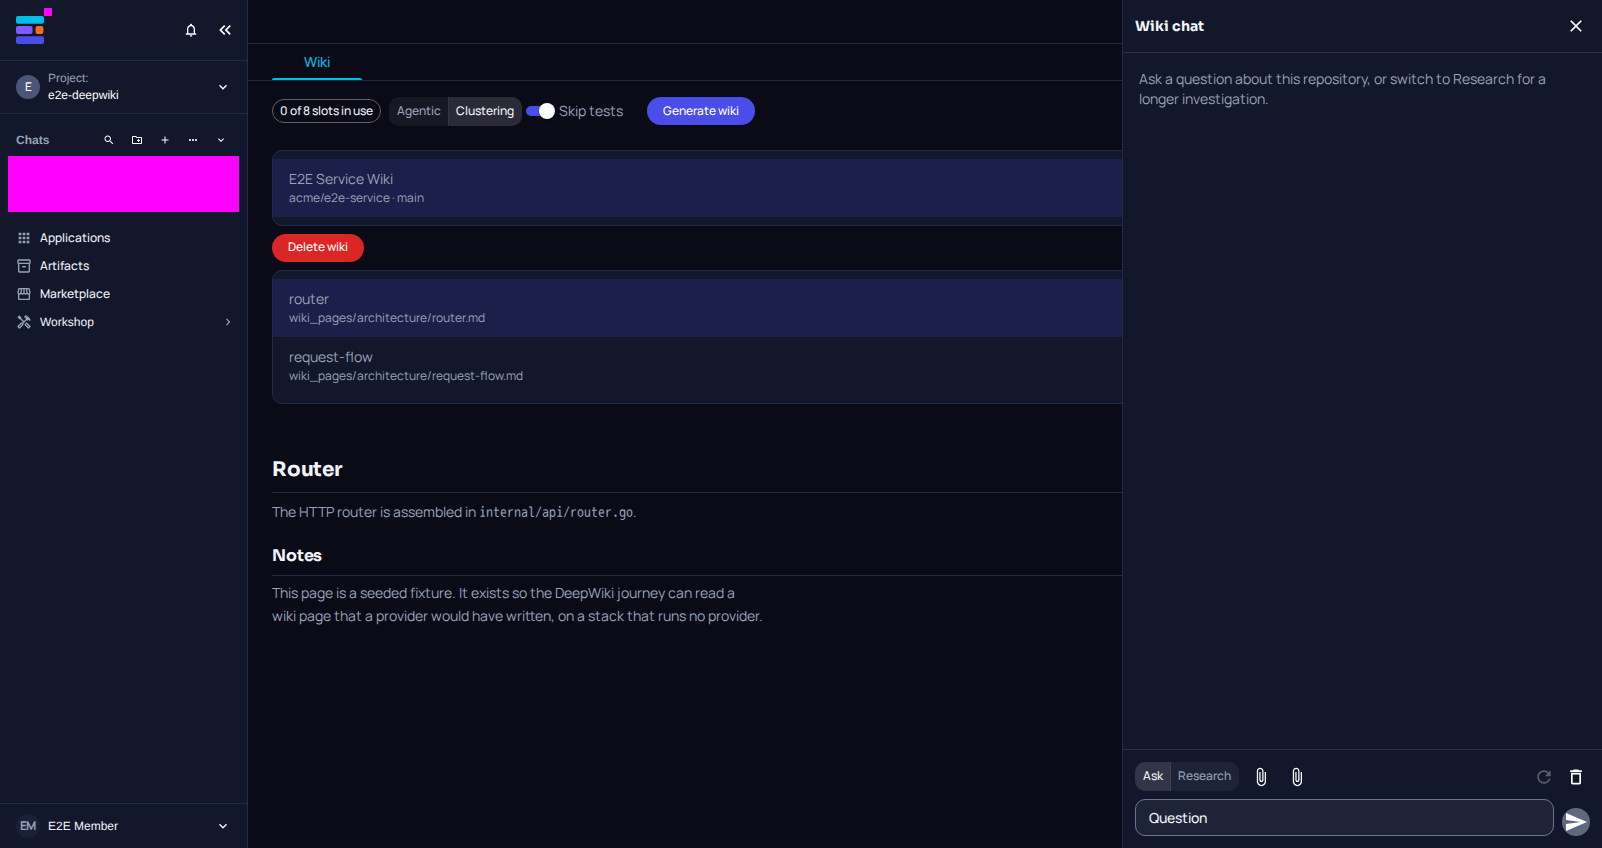 Project:
E
e2e-deepwiki
Chats
Applications
Artifacts
Marketplace
Workshop
EM
E2E Member
Wiki
0 of 8 slots in use
Agentic
Clustering
Skip tests
Generate wiki
E2E Service Wiki
acme/e2e-service · main
Delete wiki
router
wiki_pages/architecture/router.md
request-flow
wiki_pages/architecture/request-flow.md
Router
The HTTP router is assembled in internal/api/router.go.
Notes
This page is a seeded fixture. It exists so the DeepWiki journey can read a
wiki page that a provider would have written, on a stack that runs no provider.
Wiki chat
Ask a question about this repository, or switch to Research for a
longer investigation.
Ask
Research
Question